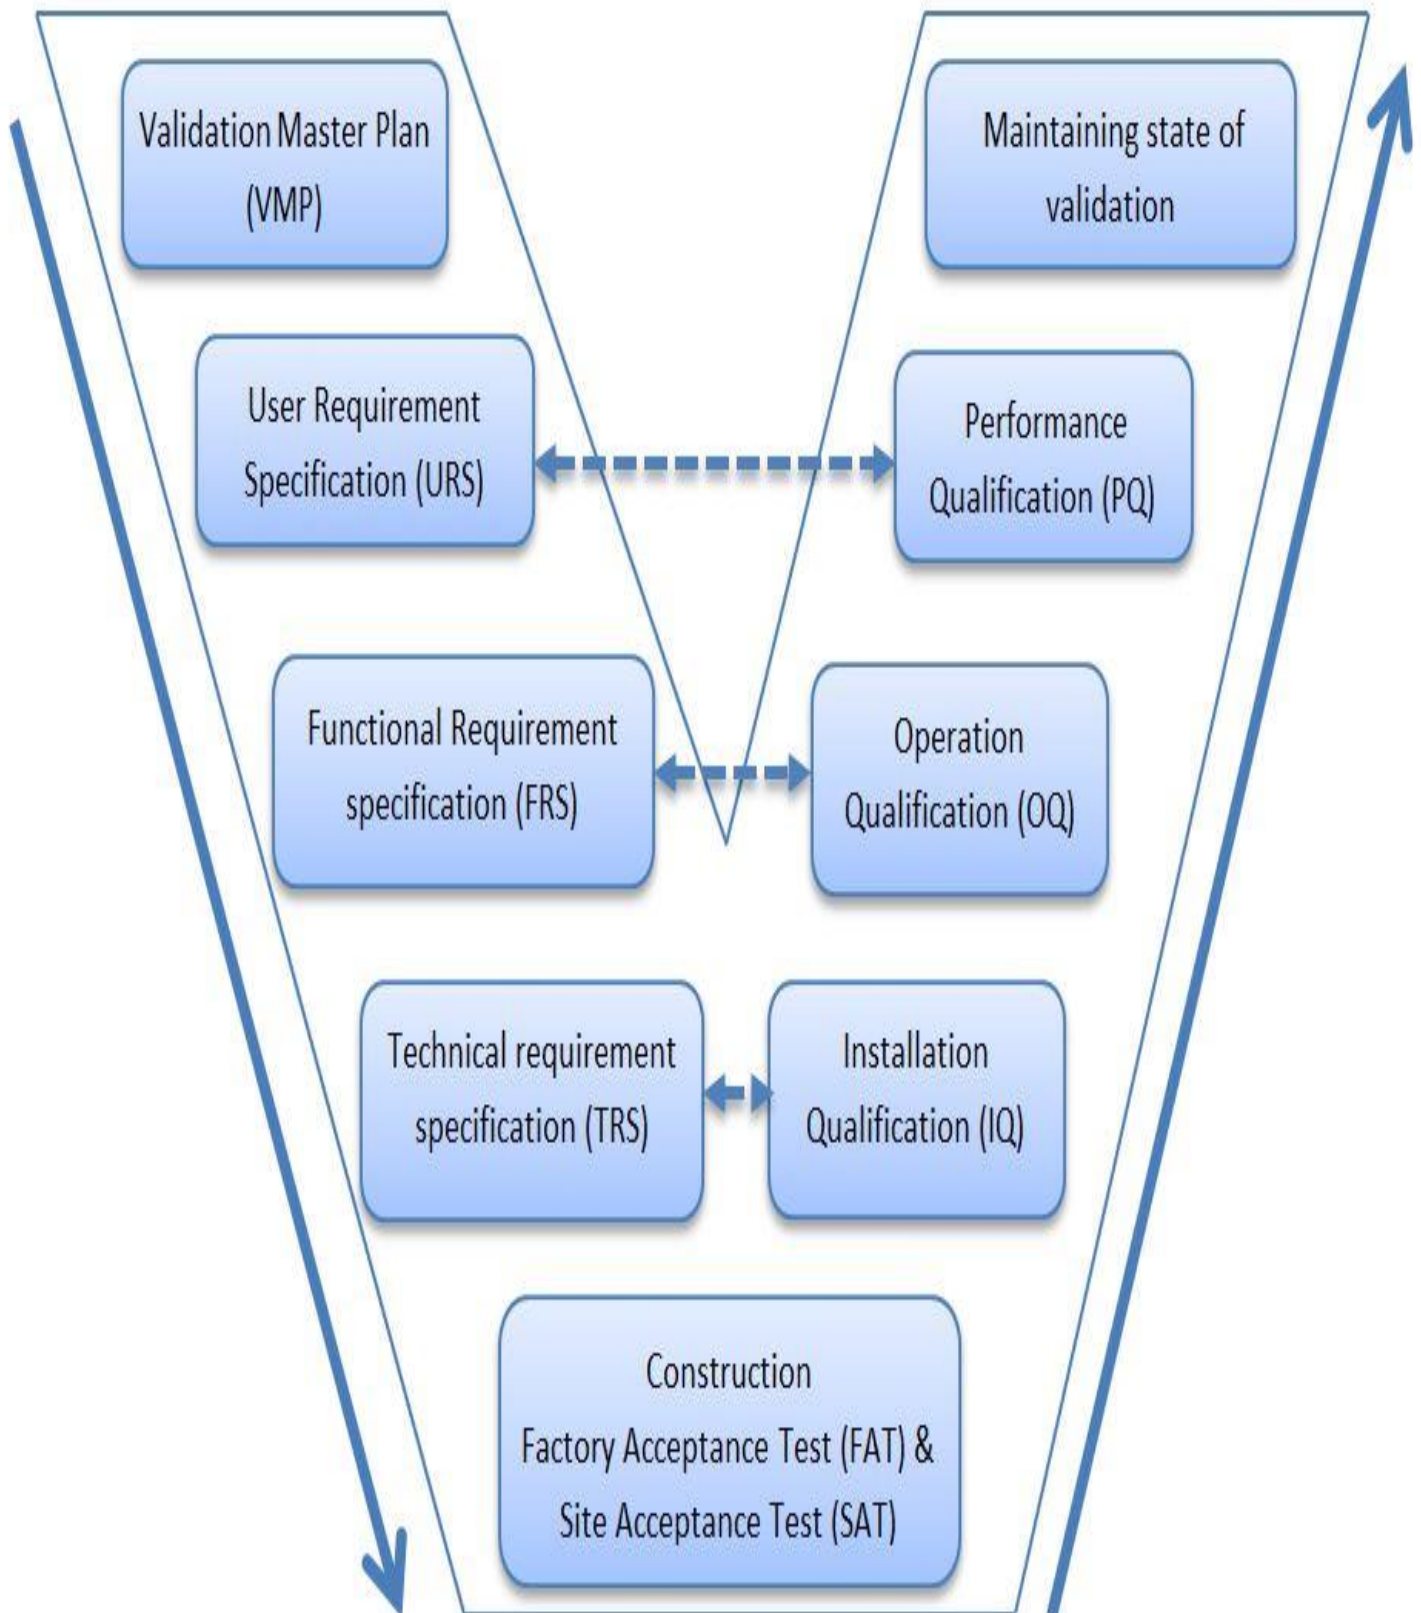 Validation Master Plan
(VMP)
Maintaining state of
validation
User Requirement
Specification (URS)
Performance
Qualification (PQ)
Functional Requirement
specification (FRS)
Operation
Qualification (OQ)
Technical requirement
specification (TRS)
Installation
Qualification (IQ)
Construction
Factory Acceptance Test (FAT) &
Site Acceptance Test (SAT)